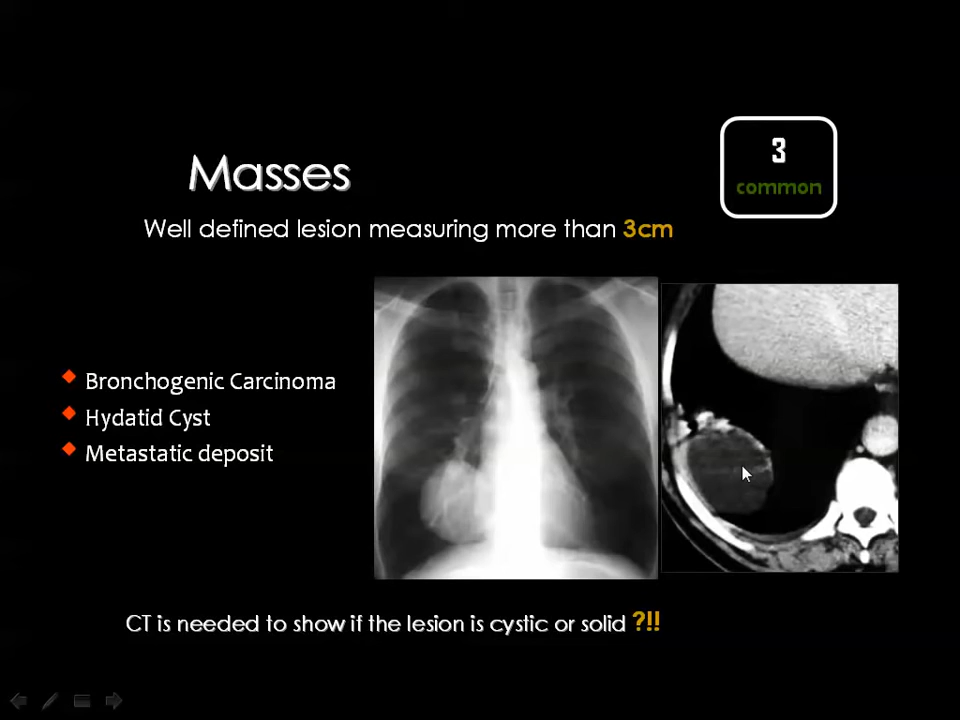 3
common
Masses
Well defined lesion measuring more than 3cm
Bronchogenic Carcinoma
Hydatid Cyst
Metastatic deposit
CT is needed to show if the lesion is cystic or solid ?!!